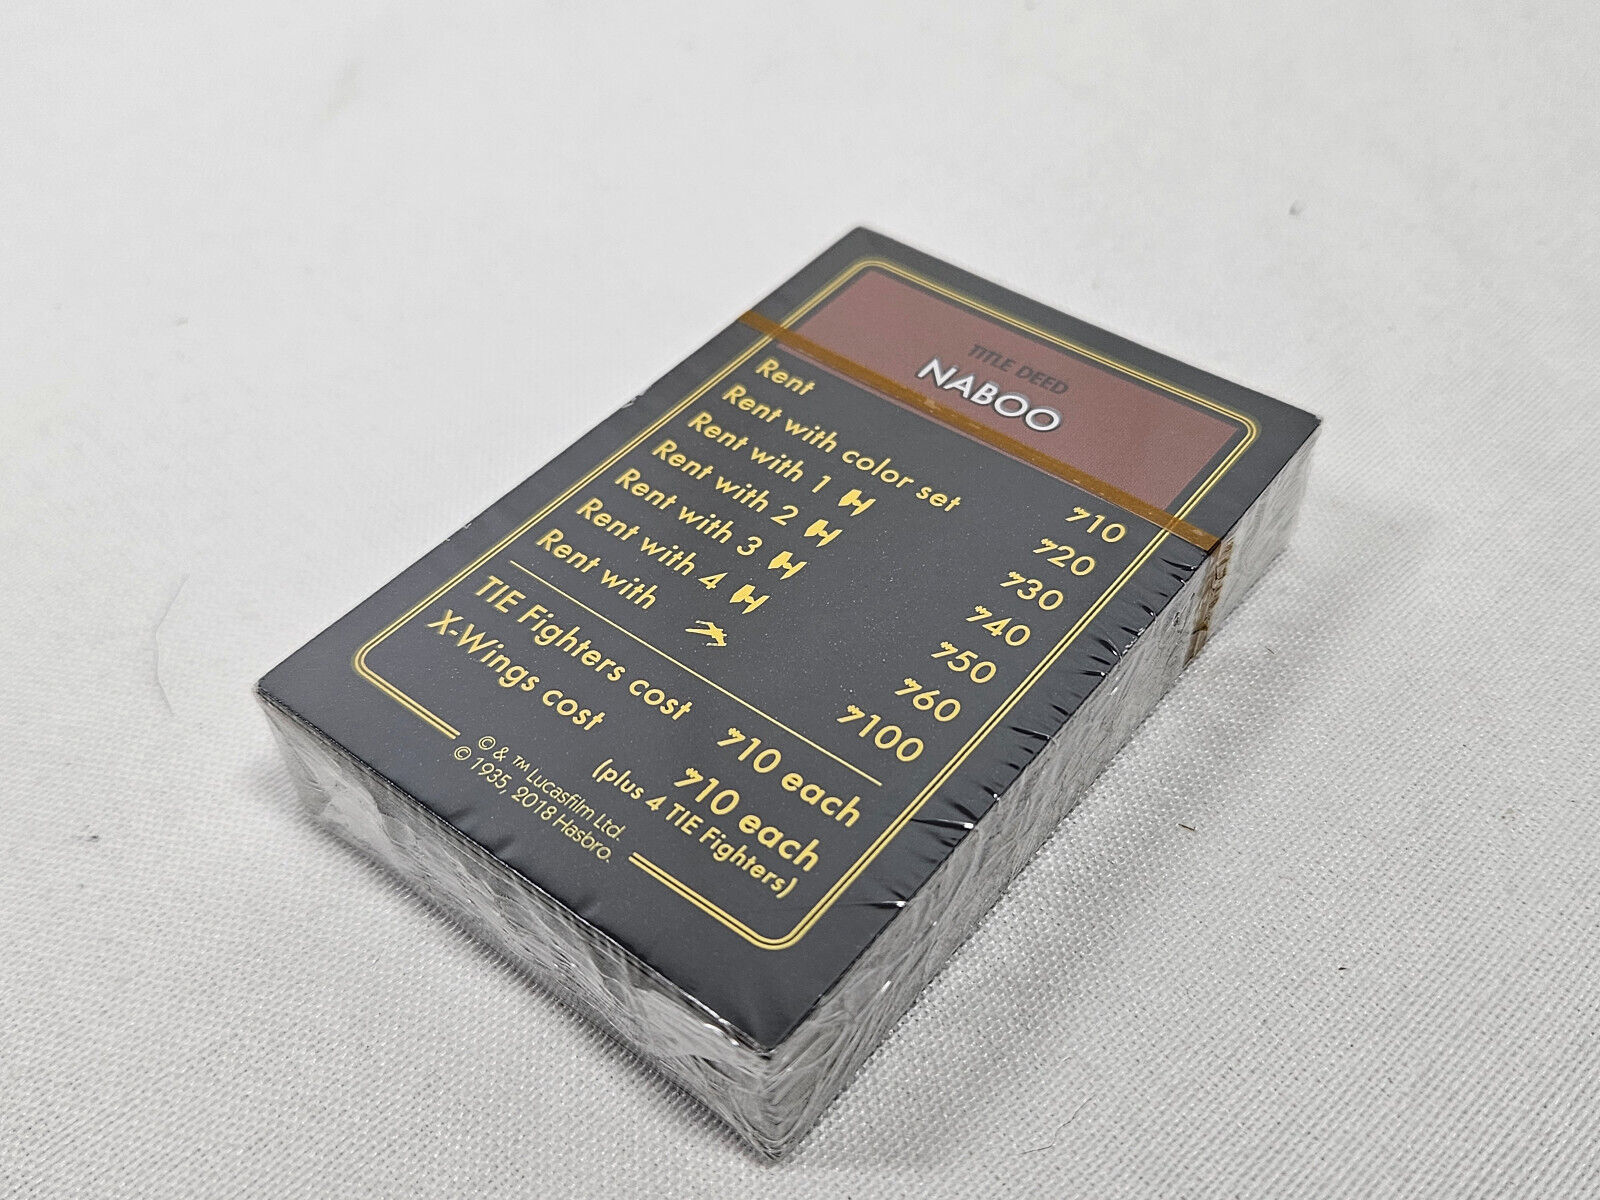 TITLE DEED
NABOO
Rent 10
Rent with color set 20
Rent with 1 30
Rent with 2 40
Rent with 3 50
Rent with 4 60
Rent with 100
TIE Fighters cost 10 each
X-Wings cost 10 each
(plus 4 TIE Fighters)
© & ™ Lucasfilm Ltd.
© 1935, 2018 Hasbro.